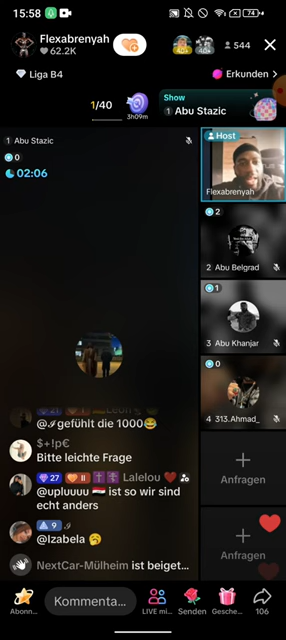 15:58
74
Flexabrenyah
62.2K
544
Liga B4
Erkunden
1/40
3h09m
Show
1 Abu Stazic
1 Abu Stazic
0
02:06
Host
Flexabrenyah
2
2 Abu Belgrad
1
3 Abu Khanjar
0
4 313.Ahmad_
Anfragen
Anfragen
@ℐ gefühlt die 1000😂
$+!p€
Bitte leichte Frage
27 II Lalelou ❤️
@upluuuu 🇾🇪 ist so wir sind
echt anders
9 ℐ
@Izabela 🥱
NextCar-Mülheim ist beiget...
Abonn...
Kommenta...
LIVE mi...
Senden
Gesche...
106